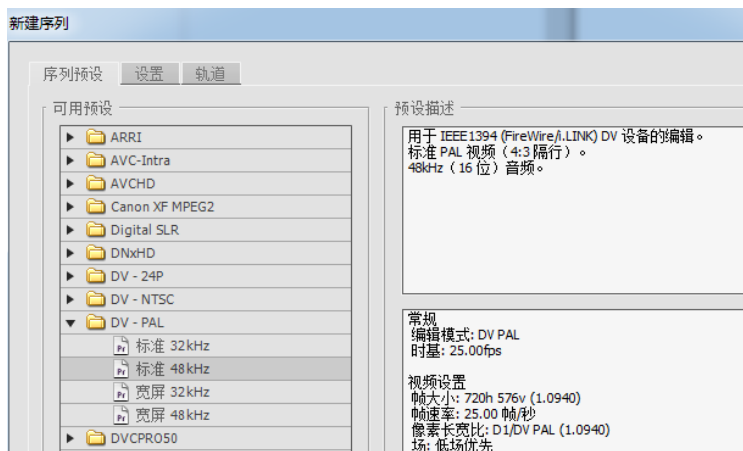 新建序列
序列预设 设置 轨道
可用预设
ARRI
AVC-Intra
AVCHD
Canon XF MPEG2
Digital SLR
DNxHD
DV - 24P
DV - NTSC
DV - PAL
标准 32kHz
标准 48kHz
宽屏 32kHz
宽屏 48kHz
DVCPRO50
预设描述
用于 IEEE1394 (FireWire/i.LINK) DV 设备的编辑。
标准 PAL 视频（4:3 隔行）。
48kHz（16 位）音频。
常规
编辑模式: DV PAL
时基: 25.00fps
视频设置
帧大小: 720h 576v (1.0940)
帧速率: 25.00 帧/秒
像素长宽比: D1/DV PAL (1.0940)
场: 低场优先